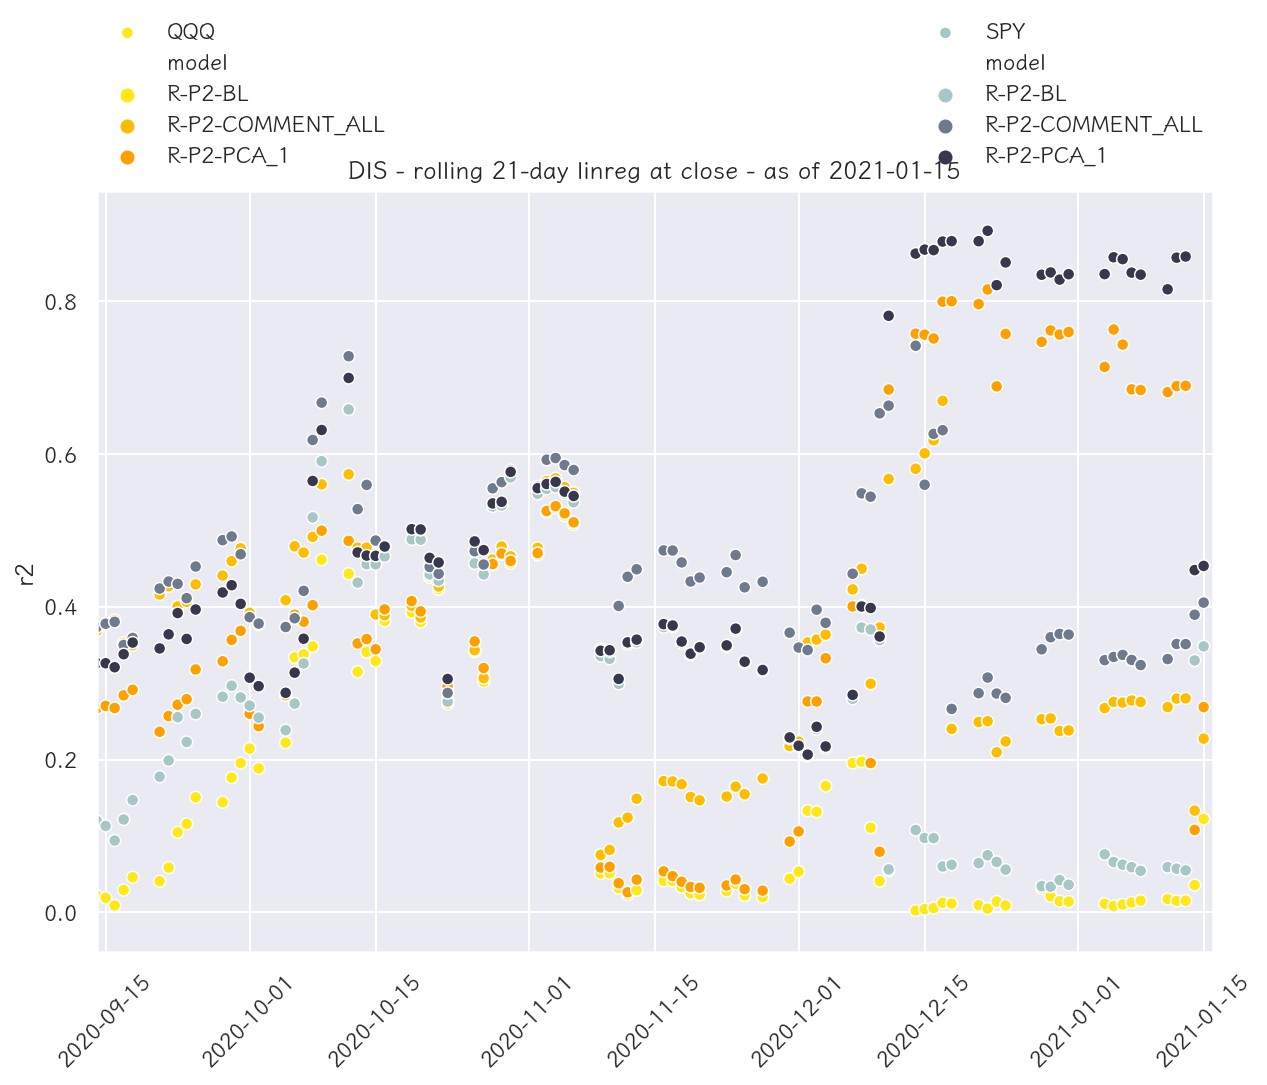 QQQ
model
R-P2-BL
R-P2-COMMENT_ALL
R-P2-PCA_1
SPY
model
R-P2-BL
R-P2-COMMENT_ALL
R-P2-PCA_1
DIS - rolling 21-day linreg at close - as of 2021-01-15
r2
0.8
0.6
0.4
0.2
0.0
2020-09-15
2020-10-01
2020-10-15
2020-11-01
2020-11-15
2020-12-01
2020-12-15
2021-01-01
2021-01-15